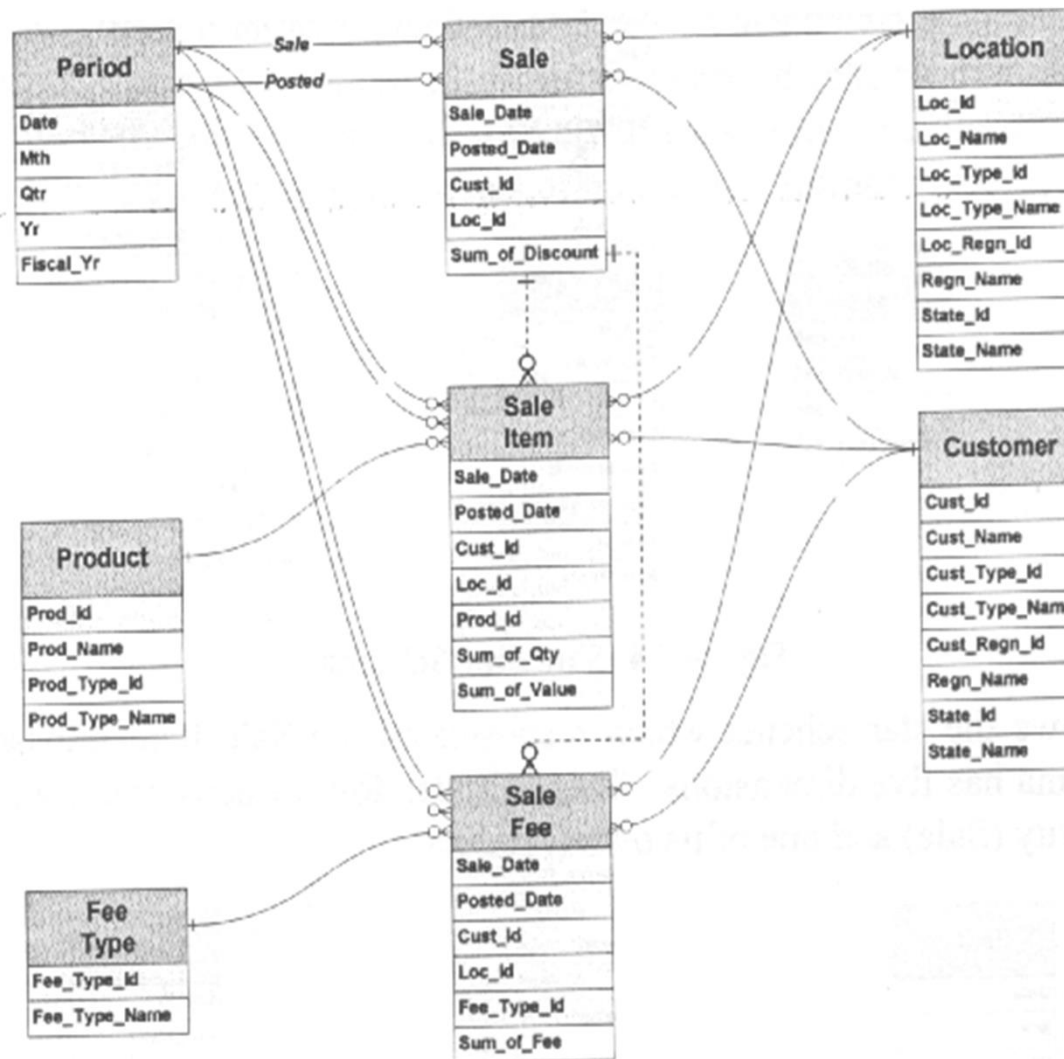 Period
Date
Mth
Qtr
Yr
Fiscal_Yr
Sale
Posted
Sale
Sale_Date
Posted_Date
Cust_Id
Loc_Id
Sum_of_Discount
Location
Loc_Id
Loc_Name
Loc_Type_Id
Loc_Type_Name
Loc_Regn_Id
Regn_Name
State_Id
State_Name
Sale
Item
Sale_Date
Posted_Date
Cust_Id
Loc_Id
Prod_Id
Sum_of_Qty
Sum_of_Value
Customer
Cust_Id
Cust_Name
Cust_Type_Id
Cust_Type_Nam
Cust_Regn_Id
Regn_Name
State_Id
State_Name
Product
Prod_Id
Prod_Name
Prod_Type_Id
Prod_Type_Name
Sale
Fee
Sale_Date
Posted_Date
Cust_Id
Loc_Id
Fee_Type_Id
Sum_of_Fee
Fee
Type
Fee_Type_Id
Fee_Type_Name